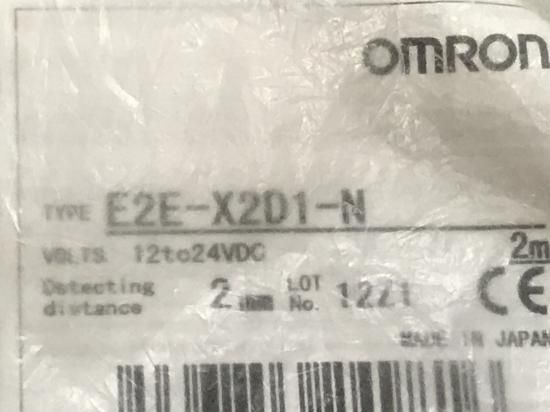 OMRON
TYPE E2E-X2D1-N
VOLTS 12to24VDC 2m
Detecting distance 2mm LOT No. 1221 CE
MADE IN JAPAN